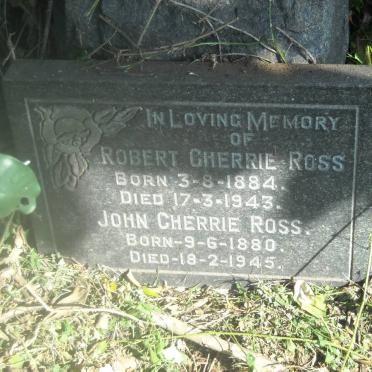 IN LOVING MEMORY
OF
ROBERT CHERRIE ROSS
BORN 3-8-1884.
DIED 17-3-1943.
JOHN CHERRIE ROSS.
BORN-9-6-1880.
DIED-18-2-1945.